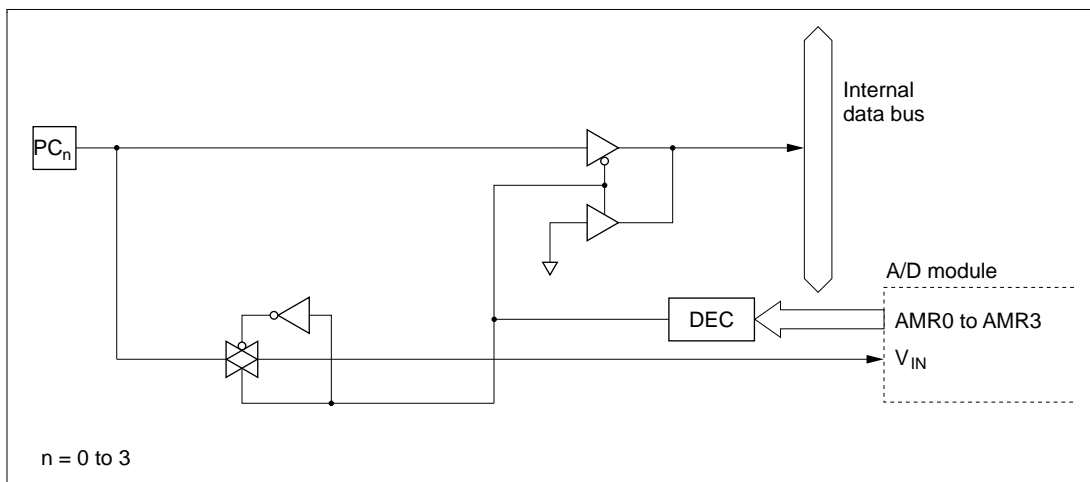 Internal
data bus
PCn
A/D module
DEC
AMR0 to AMR3
VIN
n = 0 to 3